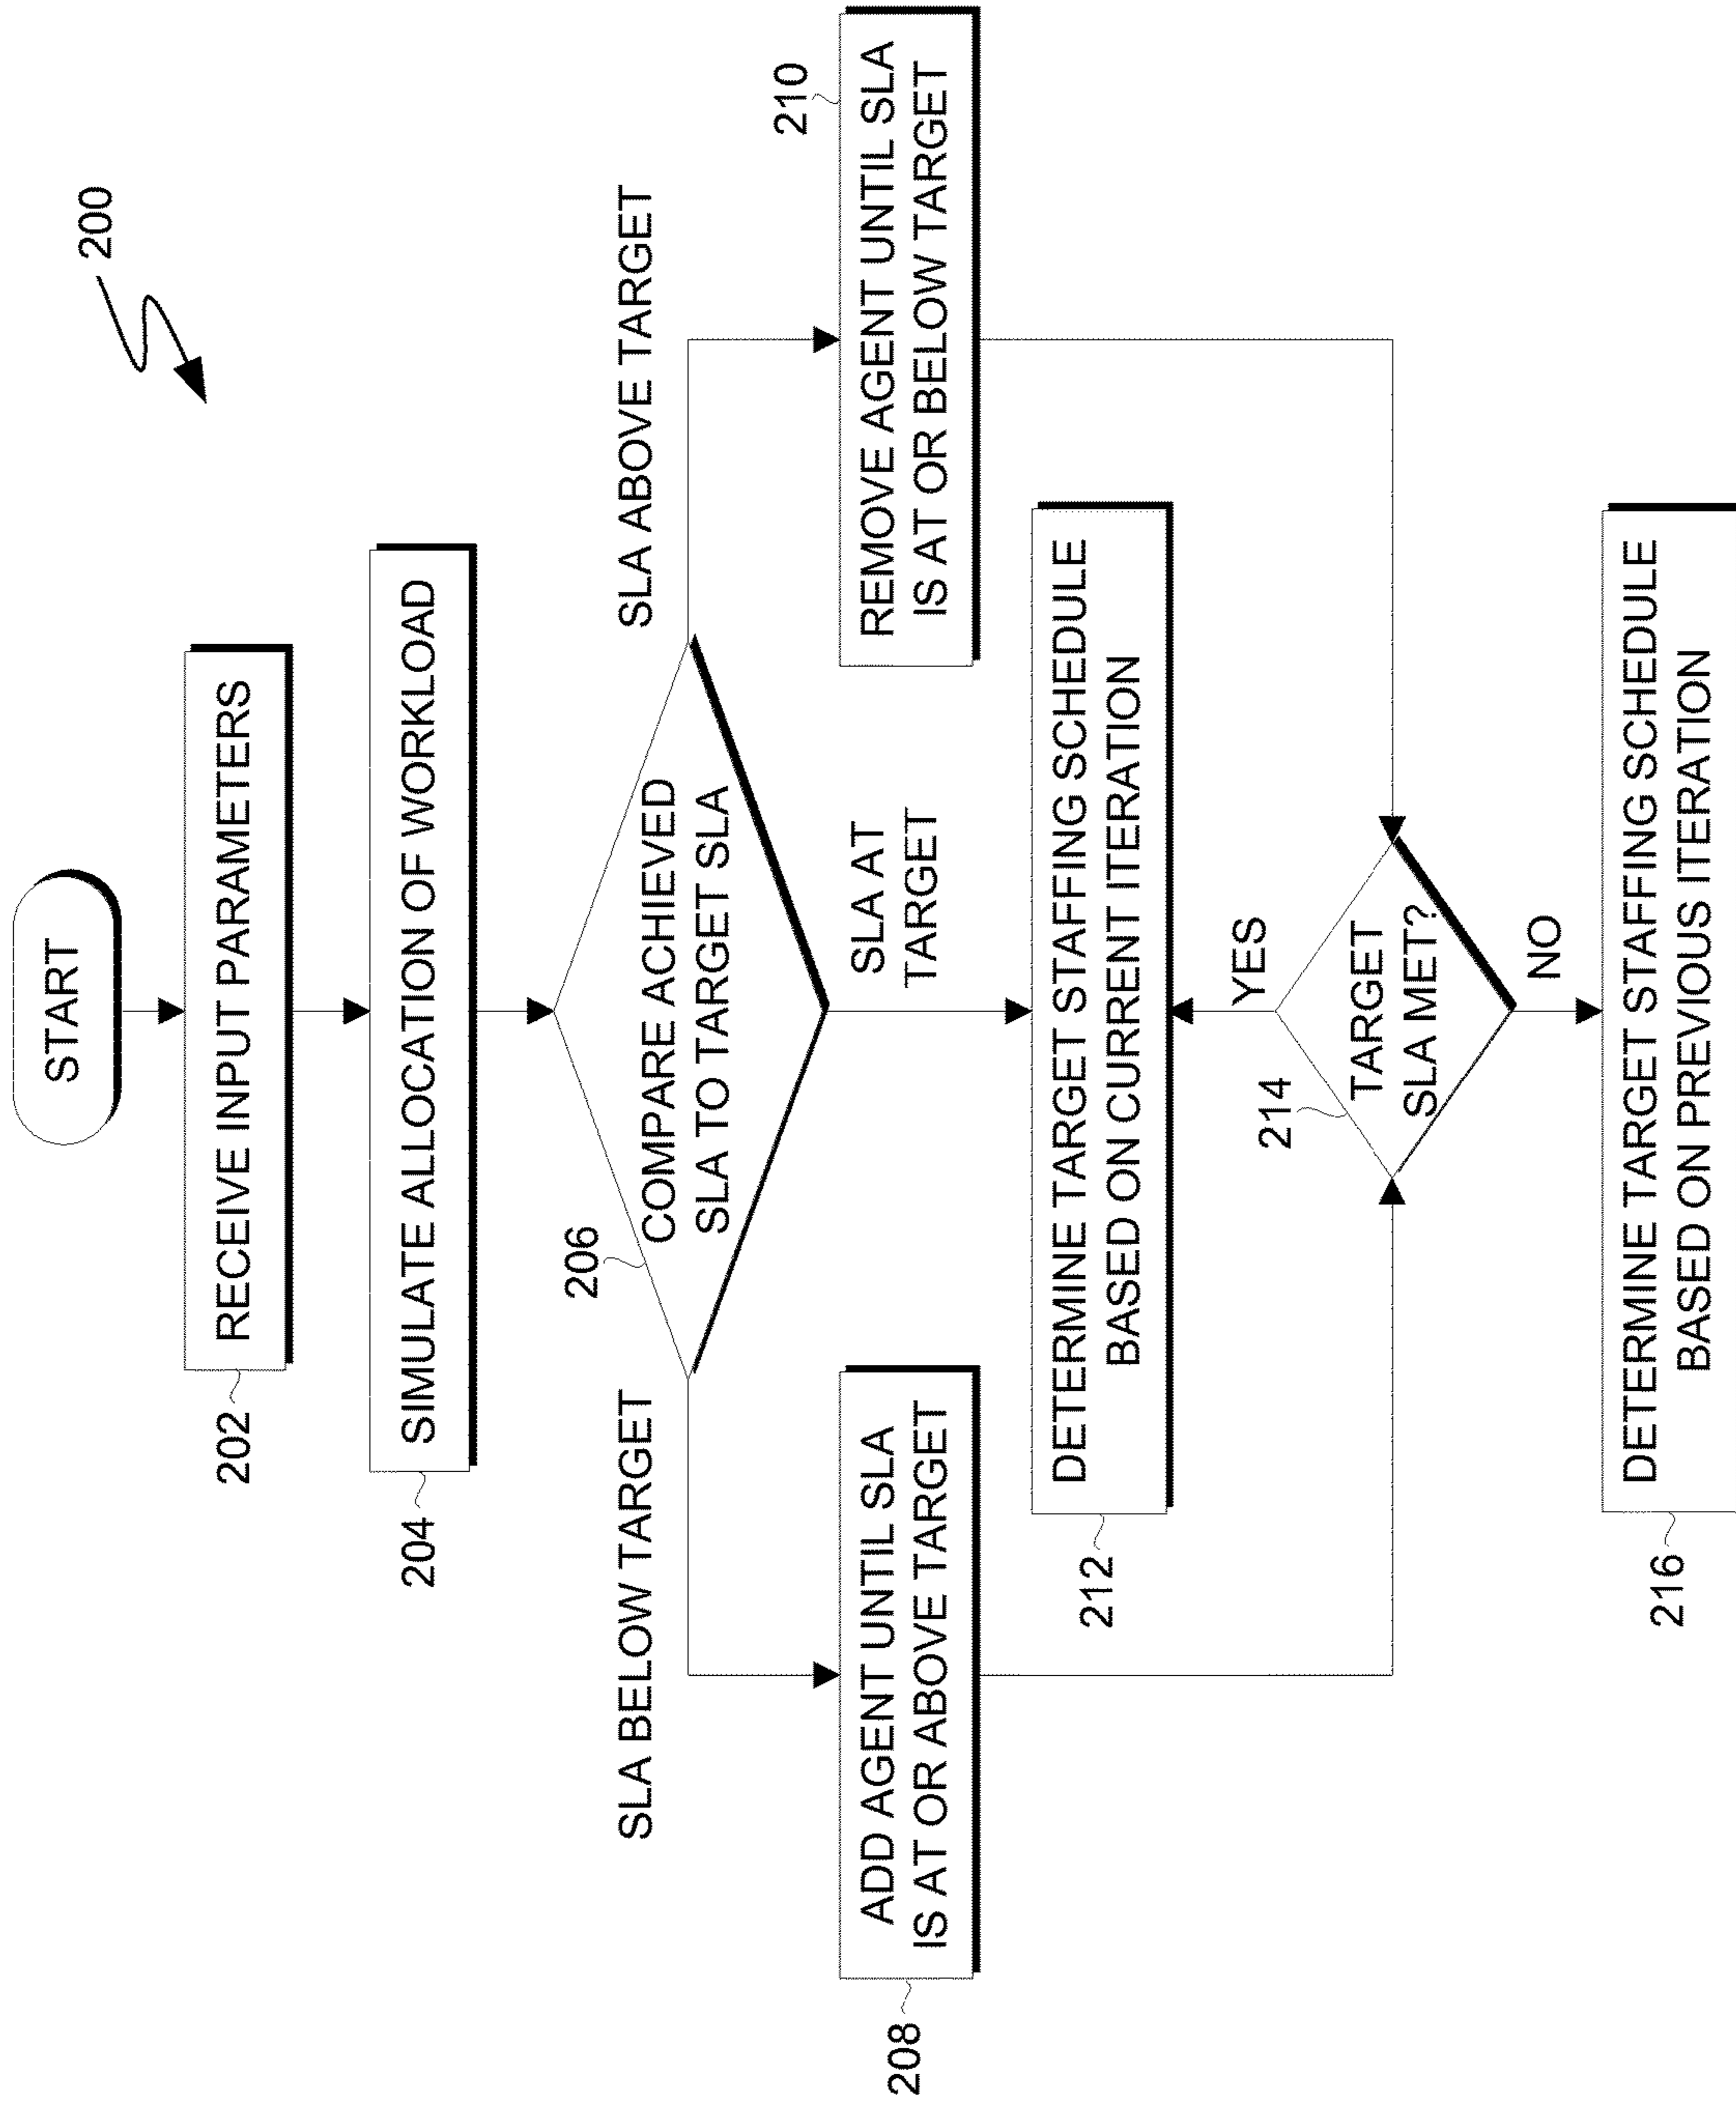 200
START
202
RECEIVE INPUT PARAMETERS
204
SIMULATE ALLOCATION OF WORKLOAD
206
COMPARE ACHIEVED
SLA TO TARGET SLA
SLA BELOW TARGET
SLA ABOVE TARGET
SLA AT
TARGET
208
ADD AGENT UNTIL SLA
IS AT OR ABOVE TARGET
210
REMOVE AGENT UNTIL SLA
IS AT OR BELOW TARGET
212
DETERMINE TARGET STAFFING SCHEDULE
BASED ON CURRENT ITERATION
YES
214
TARGET
SLA MET?
NO
216
DETERMINE TARGET STAFFING SCHEDULE
BASED ON PREVIOUS ITERATION